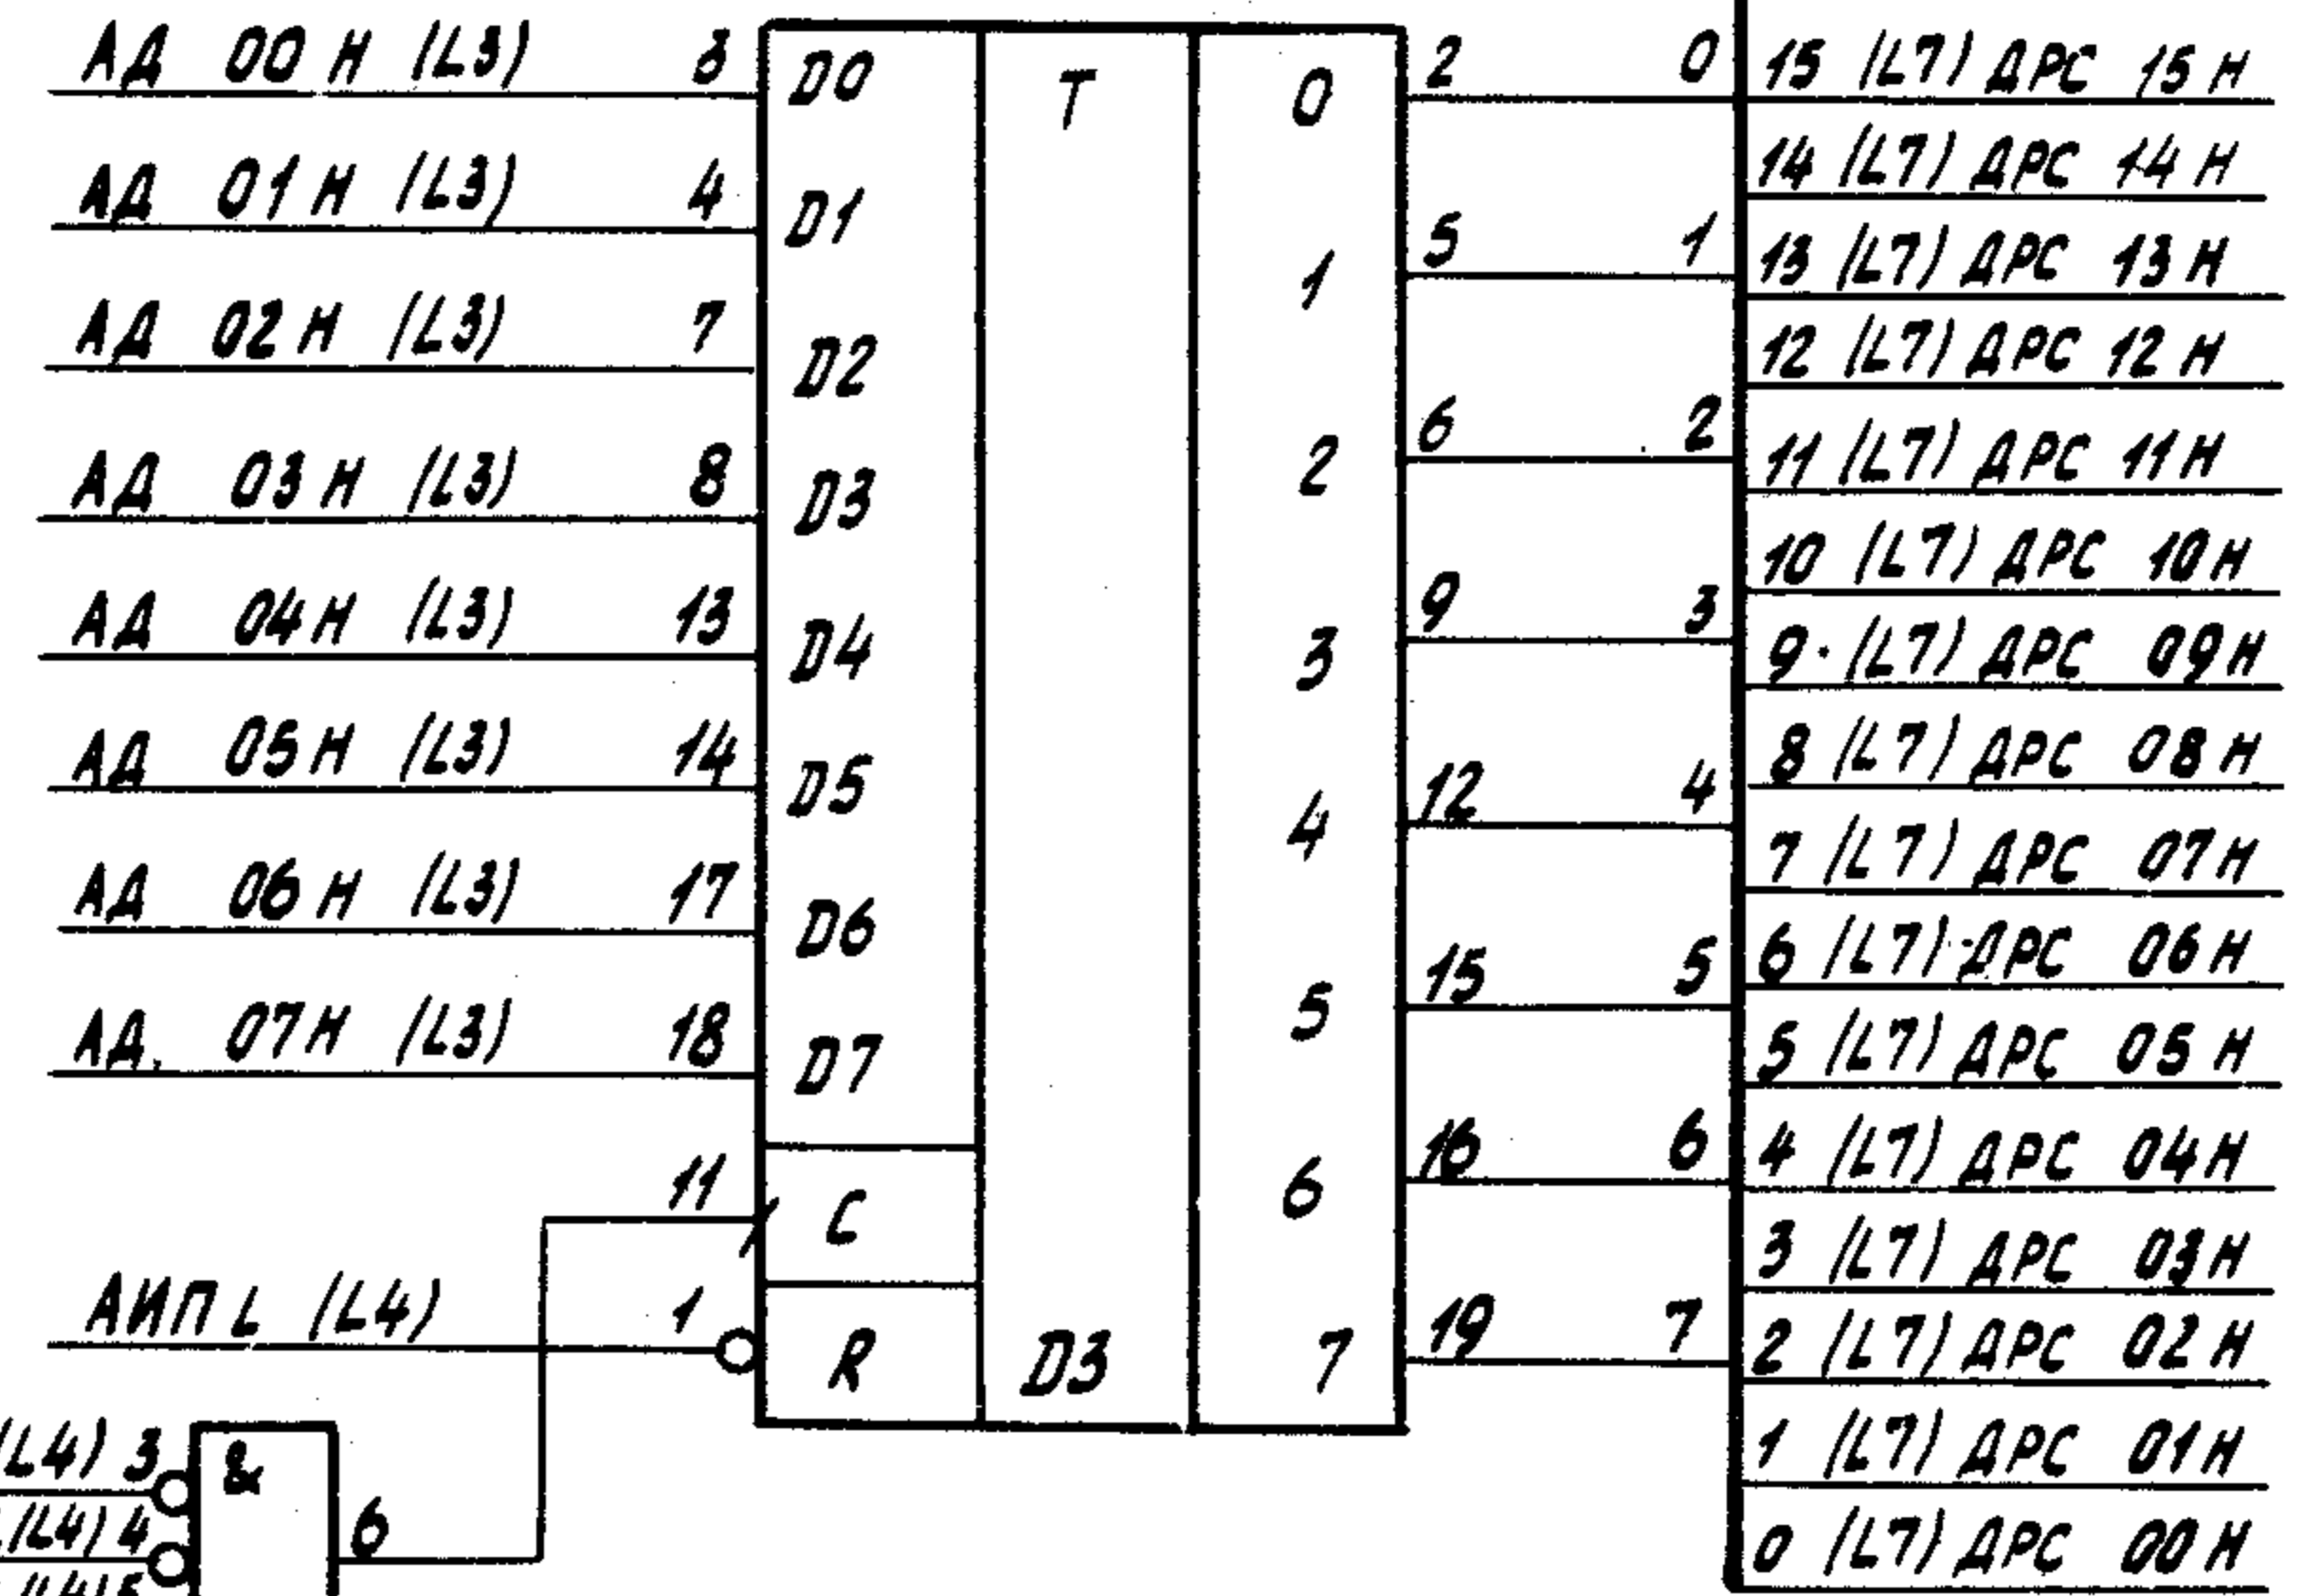 АД 00 Н (L3) 3 D0 Т 0 2 0 15 (L7) ДРС 15 Н
АД 01 Н (L3) 4 D1 14 (L7) ДРС 14 Н
5 1 13 (L7) ДРС 13 Н
1
АД 02 Н (L3) 7 D2 12 (L7) ДРС 12 Н
6 2 11 (L7) ДРС 11 Н
АД 03 Н (L3) 8 D3 2
10 (L7) ДРС 10 Н
АД 04 Н (L3) 13 D4 3 9 3 9 (L7) ДРС 09 Н
АД 05 Н (L3) 14 D5 8 (L7) ДРС 08 Н
4 12 4
7 (L7) ДРС 07 Н
АД 06 Н (L3) 17 D6 6 (L7) ДРС 06 Н
5 15 5
АД. 07 Н (L3) 18 D7 5 (L7) ДРС 05 Н
16 6 4 (L7) ДРС 04 Н
11 C 6 3 (L7) ДРС 03 Н
АИП L (L4) 1 R D3 7 19 7 2 (L7) ДРС 02 Н
(L4) 3 & 1 (L7) ДРС 01 Н
(L4) 4 6 0 (L7) ДРС 00 Н